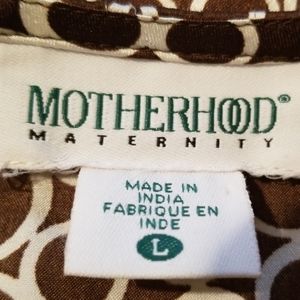 MOTHERHOOD®
MATERNITY
MADE IN
INDIA
FABRIQUE EN
INDE
L